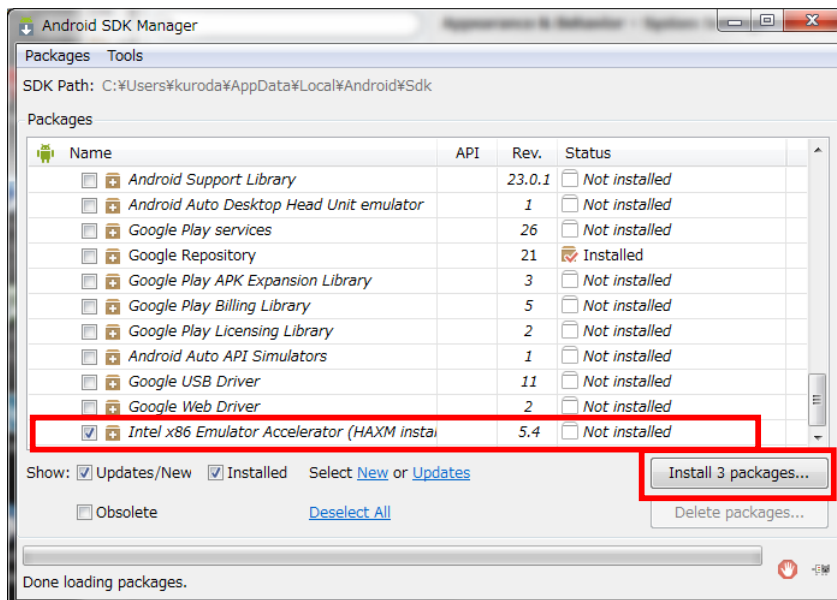 Android SDK Manager
Packages Tools
SDK Path: C:¥Users¥kuroda¥AppData¥Local¥Android¥Sdk
Packages
Name API Rev. Status
Android Support Library 23.0.1 Not installed
Android Auto Desktop Head Unit emulator 1 Not installed
Google Play services 26 Not installed
Google Repository 21 Installed
Google Play APK Expansion Library 3 Not installed
Google Play Billing Library 5 Not installed
Google Play Licensing Library 2 Not installed
Android Auto API Simulators 1 Not installed
Google USB Driver 11 Not installed
Google Web Driver 2 Not installed
Intel x86 Emulator Accelerator (HAXM instal 5.4 Not installed
Show: Updates/New Installed Select New or Updates Install 3 packages...
Obsolete Deselect All Delete packages...
Done loading packages.